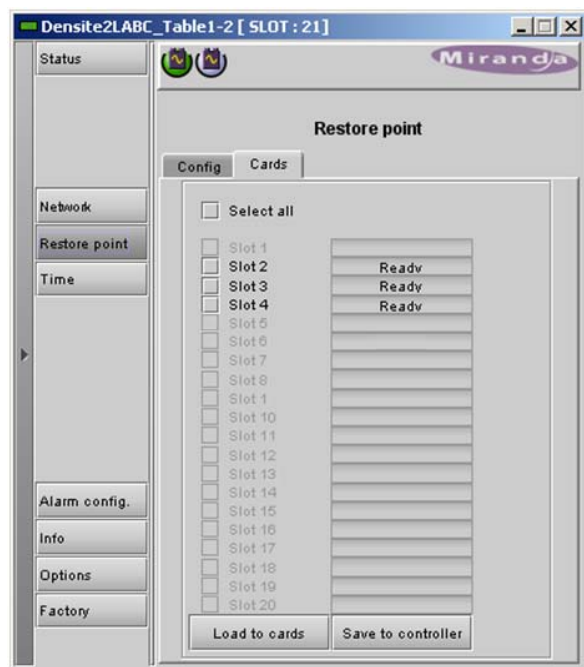 Densite2LABC_Table1-2 [ SLOT : 21]
Status
Miranda
Restore point
Config Cards
Network
Select all
Restore point
Slot 1
Slot 2 Ready
Time
Slot 3 Ready
Slot 4 Ready
Slot 5
Slot 6
Slot 7
Slot 8
Slot 1
Slot 10
Slot 11
Slot 12
Slot 13
Alarm config.
Slot 14
Slot 15
Info
Slot 16
Slot 17
Options
Slot 18
Slot 19
Factory
Slot 20
Load to cards Save to controller